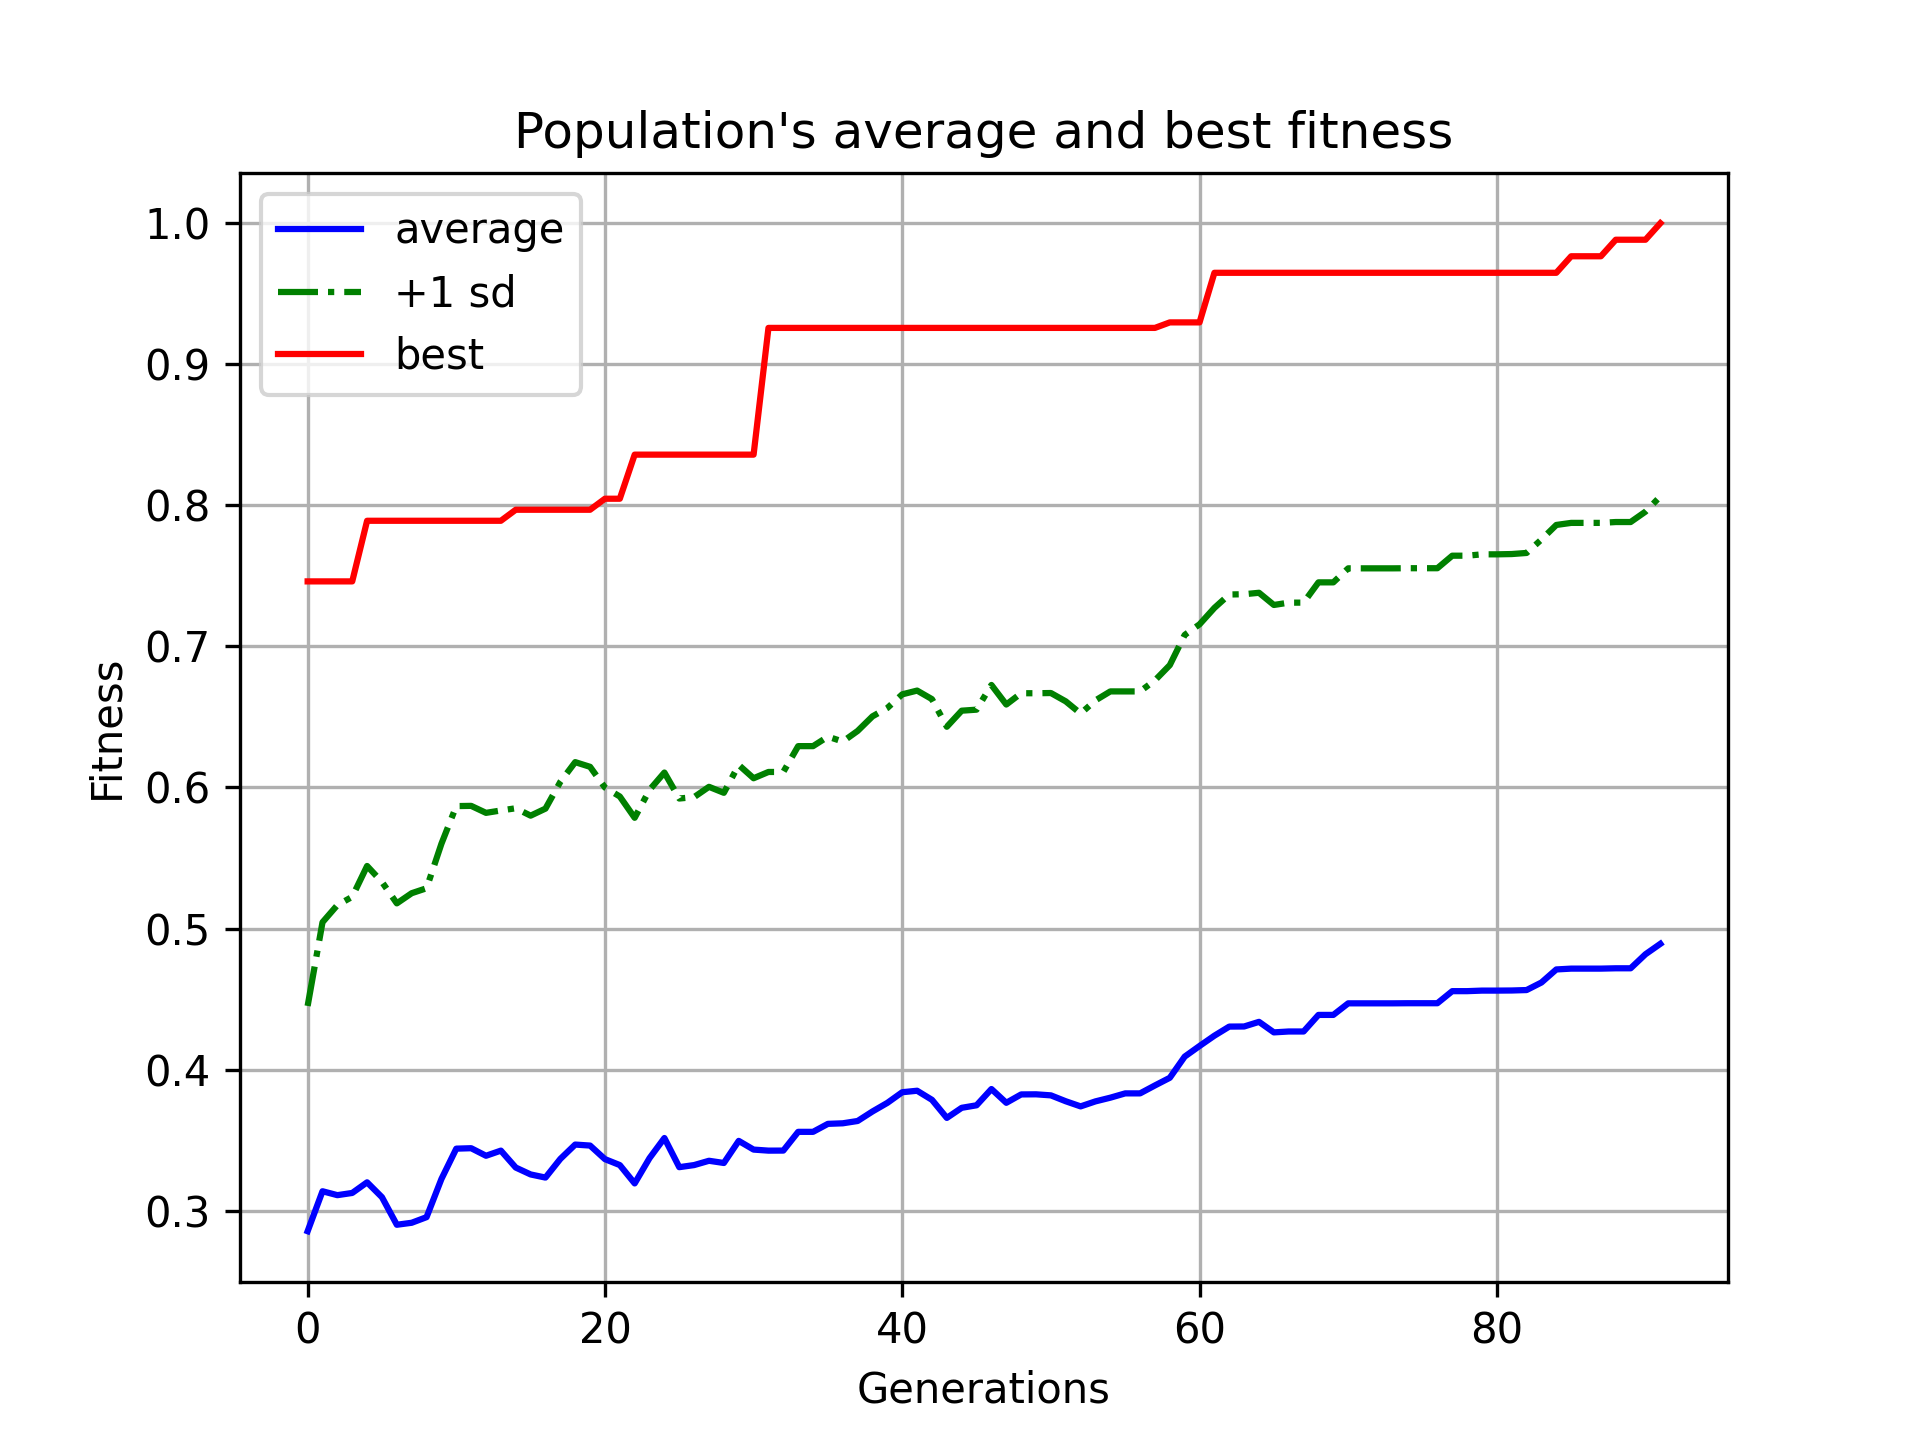 Population's average and best fitness
average
+1 sd
best
1.0
0.9
0.8
0.7
0.6
0.5
0.4
0.3
Fitness
0 20 40 60 80
Generations